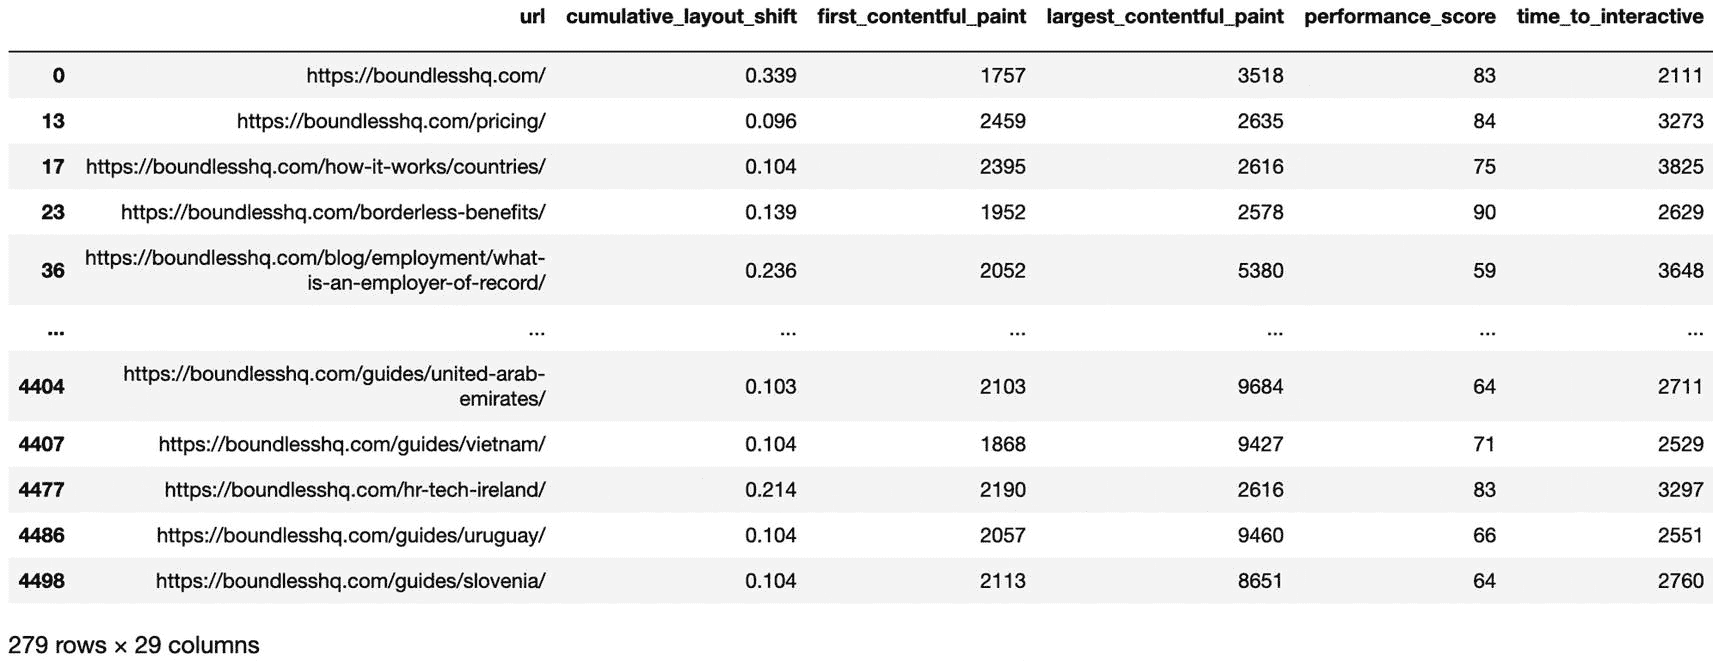 url cumulative_layout_shift first_contentful_paint largest_contentful_paint performance_score time_to_interactive
0 https://boundlesshq.com/ 0.339 1757 3518 83 2111
13 https://boundlesshq.com/pricing/ 0.096 2459 2635 84 3273
17 https://boundlesshq.com/how-it-works/countries/ 0.104 2395 2616 75 3825
23 https://boundlesshq.com/borderless-benefits/ 0.139 1952 2578 90 2629
https://boundlesshq.com/blog/employment/what-
36 is-an-employer-of-record/ 0.236 2052 5380 59 3648
... ... ... ... ... ... ...
https://boundlesshq.com/guides/united-arab-
4404 emirates/ 0.103 2103 9684 64 2711
4407 https://boundlesshq.com/guides/vietnam/ 0.104 1868 9427 71 2529
4477 https://boundlesshq.com/hr-tech-ireland/ 0.214 2190 2616 83 3297
4486 https://boundlesshq.com/guides/uruguay/ 0.104 2057 9460 66 2551
4498 https://boundlesshq.com/guides/slovenia/ 0.104 2113 8651 64 2760
279 rows × 29 columns